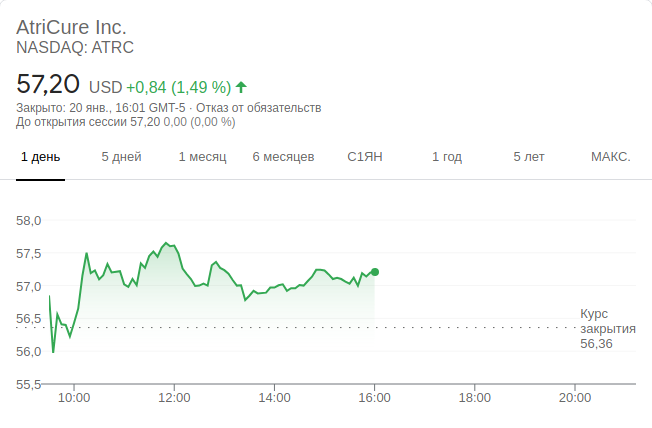 AtriCure Inc.
NASDAQ: ATRC
57,20 USD +0,84 (1,49 %)
Закрыто: 20 янв., 16:01 GMT-5 · Отказ от обязательств
До открытия сессии 57,20 0,00 (0,00 %)
1 день 5 дней 1 месяц 6 месяцев С1ЯН 1 год 5 лет МАКС.
58,0
57,5
57,0
56,5
56,0
55,5
Курс
закрытия
56,36
10:00 12:00 14:00 16:00 18:00 20:00